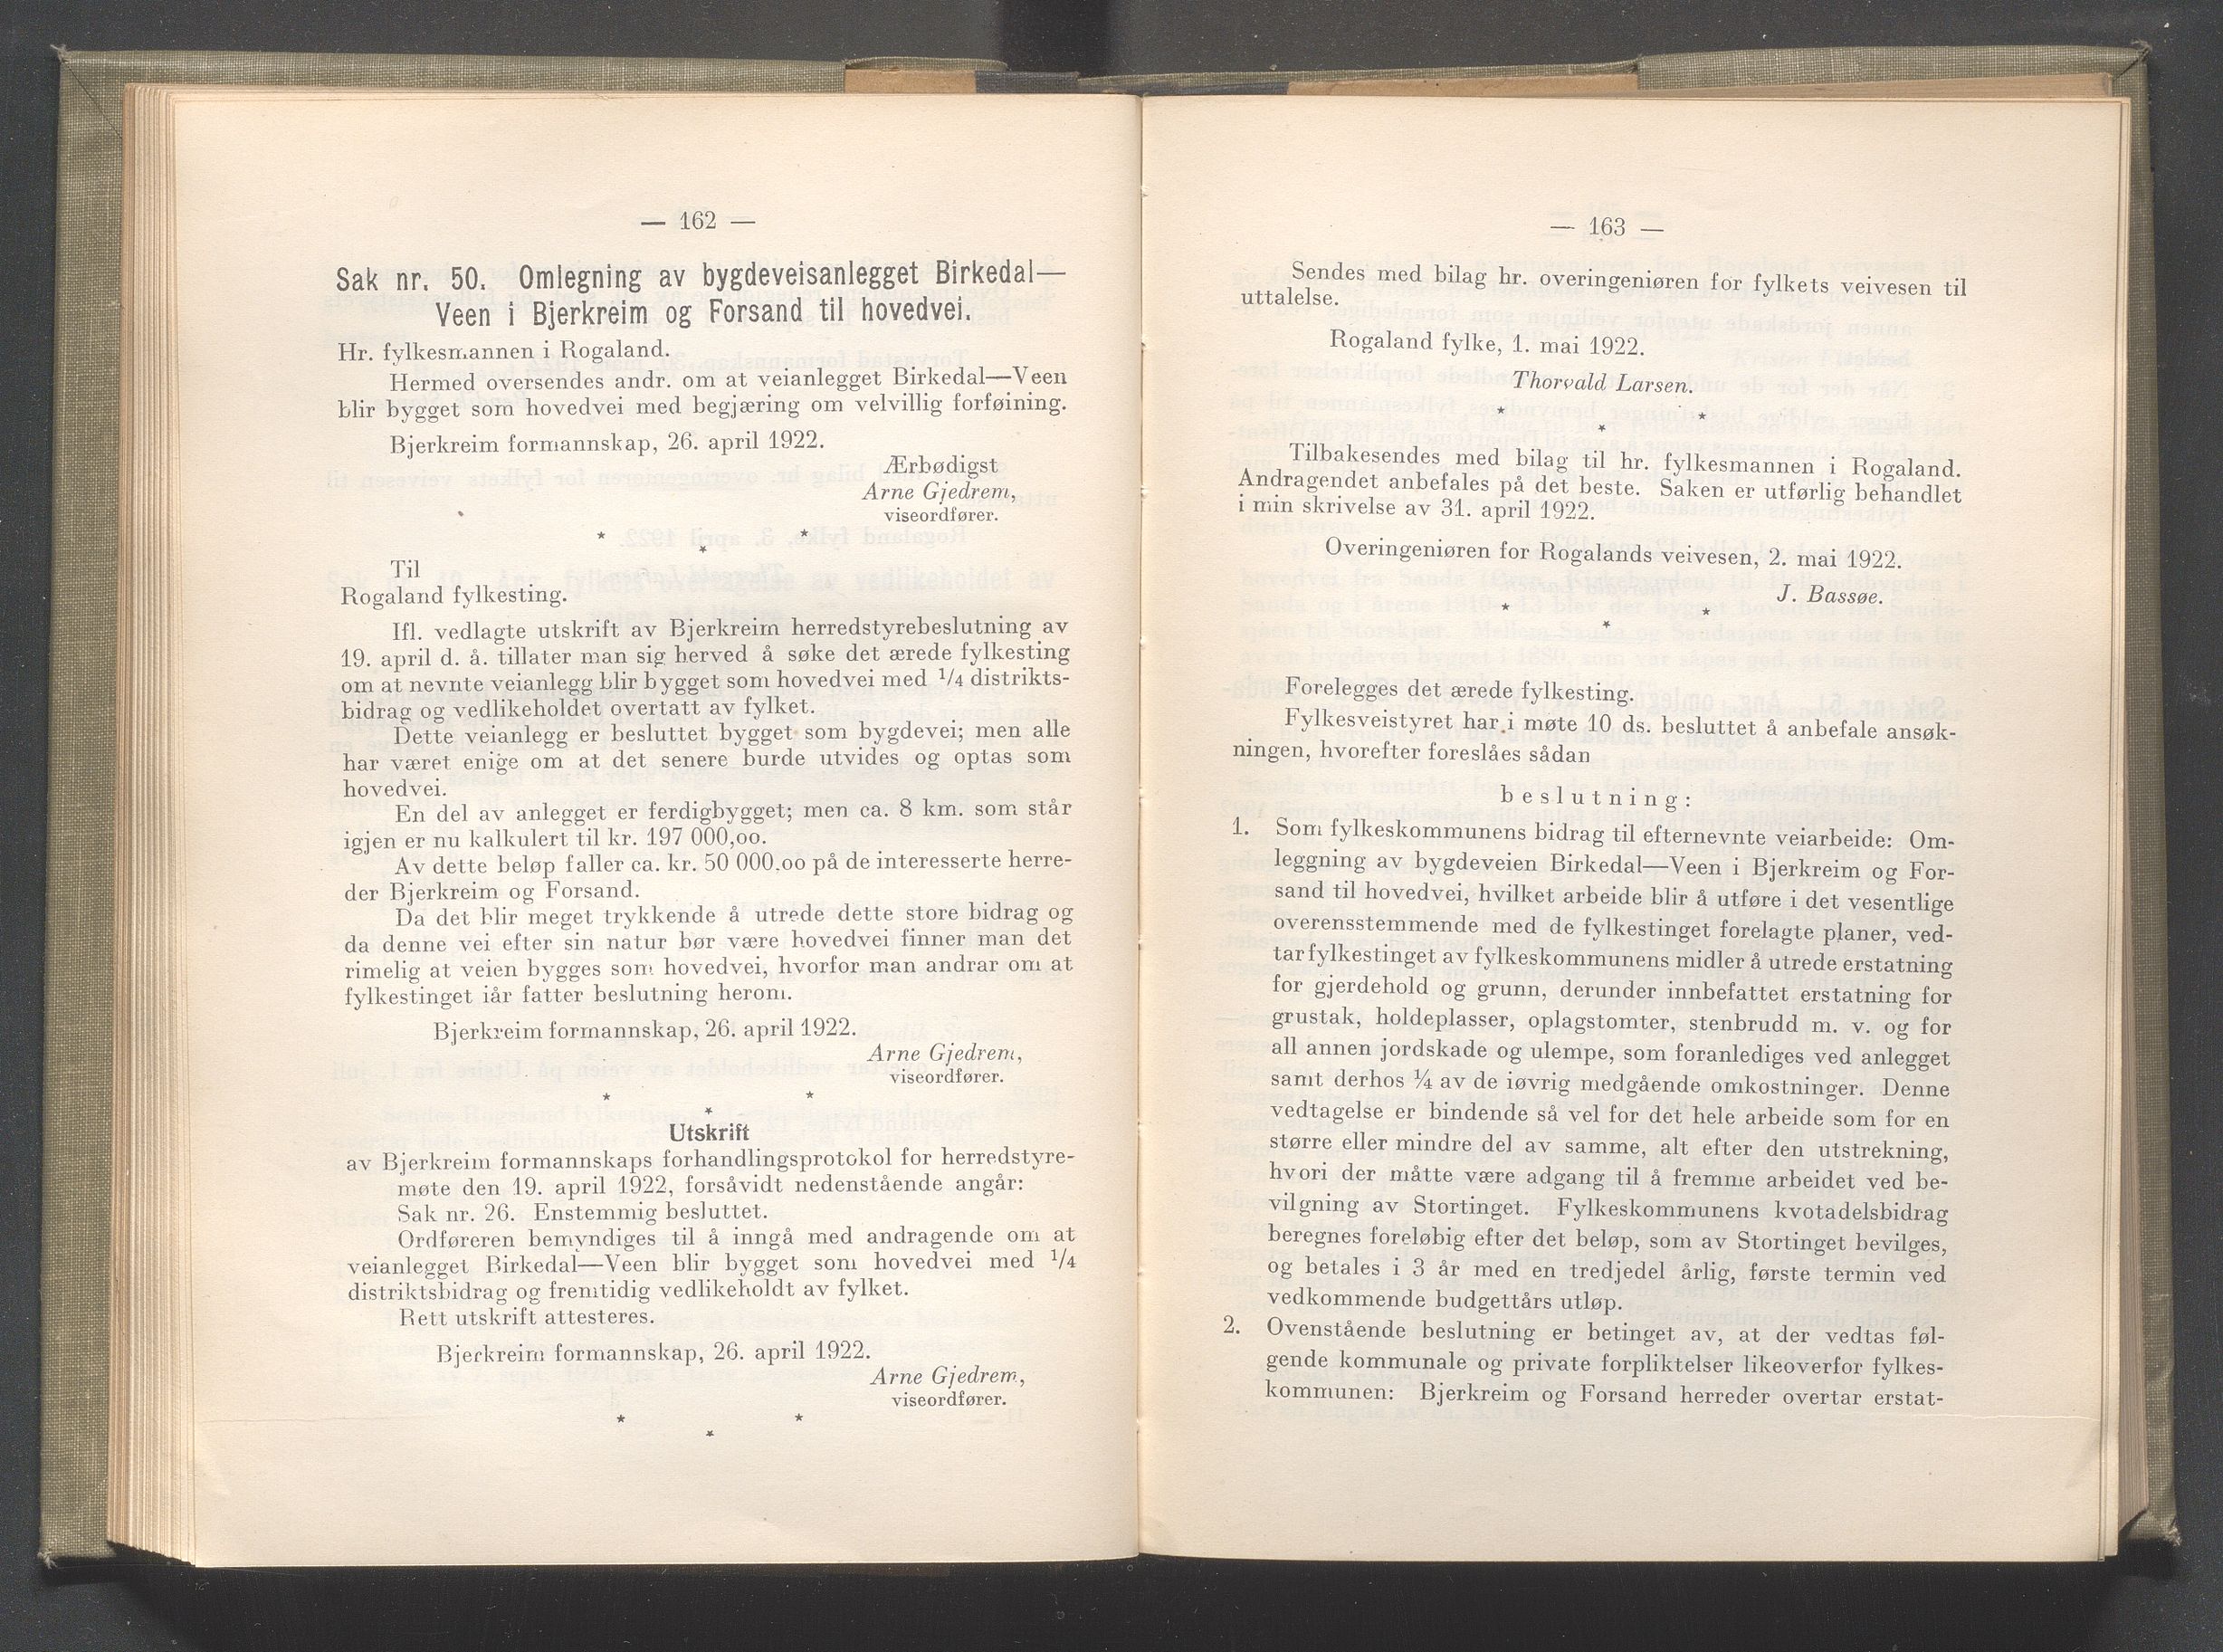 — 162 —
Sak nr. 50. Omlegning av bygdeveisanlegget Birkedal—
Veen i Bjerkreim og Forsand til hovedvei.
Hr. fylkesmannen i Rogaland.
Hermed oversendes andr. om at veianlegget Birkedal—Veen
blir bygget som hovedvei med begjæring om velvillig forføining.
Bjerkreim formannskap, 26. april 1922.
Ærbødigst
Arne Gjedrem,
viseordfører.
* * *
Til
Rogaland fylkesting.
Ifl. vedlagte utskrift av Bjerkreim herredstyrebeslutning av
19. april d. å. tillater man sig herved å søke det ærede fylkesting
om at nevnte veianlegg blir bygget som hovedvei med 1/4 distrikts-
bidrag og vedlikeholdet overtatt av fylket.
Dette veianlegg er besluttet bygget som bygdevei; men alle
har været enige om at det senere burde utvides og optas som
hovedvei.
En del av anlegget er ferdigbygget; men ca. 8 km. som står
igjen er nu kalkulert til kr. 197 000,oo.
Av dette beløp faller ca. kr. 50 000.oo på de interesserte herre-
der Bjerkreim og Forsand.
Da det blir meget trykkende å utrede dette store bidrag og
da denne vei efter sin natur bør være hovedvei finner man det
rimelig at veien bygges som hovedvei, hvorfor man andrar om at
fylkestinget iår fatter beslutning herom.
Bjerkreim formannskap, 26. april 1922.
Arne Gjedrem,
viseordfører.
* * *
Utskrift
av Bjerkreim formannskaps forhandlingsprotokol for herredstyre-
møte den 19. april 1922, forsåvidt nedenstående angår:
Sak nr. 26. Enstemmig besluttet.
Ordføreren bemyndiges til å inngå med andragende om at
veianlegget Birkedal—Veen blir bygget som hovedvei med 1/4
distriktsbidrag og fremtidig vedlikeholdt av fylket.
Rett utskrift attesteres.
Bjerkreim formannskap, 26. april 1922.
Arne Gjedrem,
viseordfører.
* * *
— 163 —
Sendes med bilag hr. overingeniøren for fylkets veivesen til
uttalelse.
Rogaland fylke, 1. mai 1922.
Thorvald Larsen.
* * *
Tilbakesendes med bilag til hr. fylkesmannen i Rogaland.
Andragendet anbefales på det beste. Saken er utførlig behandlet
i min skrivelse av 31. april 1922.
Overingeniøren for Rogalands veivesen, 2. mai 1922.
J. Bassøe.
* * *
Forelegges det ærede fylkesting.
Fylkesveistyret har i møte 10 ds. besluttet å anbefale ansøk-
ningen, hvorefter foreslåes sådan
beslutning:
1. Som fylkeskommunens bidrag til efternevnte veiarbeide: Om-
leggning av bygdeveien Birkedal—Veen i Bjerkreim og For-
sand til hovedvei, hvilket arbeide blir å utføre i det vesentlige
overensstemmende med de fylkestinget forelagte planer, ved-
tar fylkestinget av fylkeskommunens midler å utrede erstatning
for gjerdehold og grunn, derunder innbefattet erstatning for
grustak, holdeplasser, oplagstomter, stenbrudd m. v. og for
all annen jordskade og ulempe, som foranlediges ved anlegget
samt derhos ¼ av de iøvrig medgående omkostninger. Denne
vedtagelse er bindende så vel for det hele arbeide som for en
større eller mindre del av samme, alt efter den utstrekning,
hvori der måtte være adgang til å fremme arbeidet ved be-
vilgning av Stortinget. Fylkeskommunens kvotadelsbidrag
beregnes foreløbig efter det beløp, som av Stortinget bevilges,
og betales i 3 år med en tredjedel årlig, første termin ved
vedkommende budgettårs utløp.
2. Ovenstående beslutning er betinget av, at der vedtas føl-
gende kommunale og private forpliktelser likeoverfor fylkes-
kommunen: Bjerkreim og Forsand herreder overtar erstat-